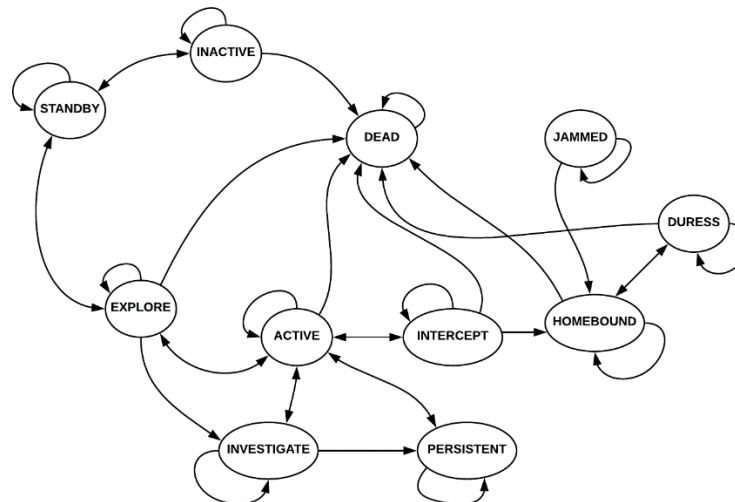 INACTIVE
STANDBY
DEAD
JAMMED
DURESS
EXPLORE
ACTIVE
INTERCEPT
HOMEBOUND
INVESTIGATE
PERSISTENT